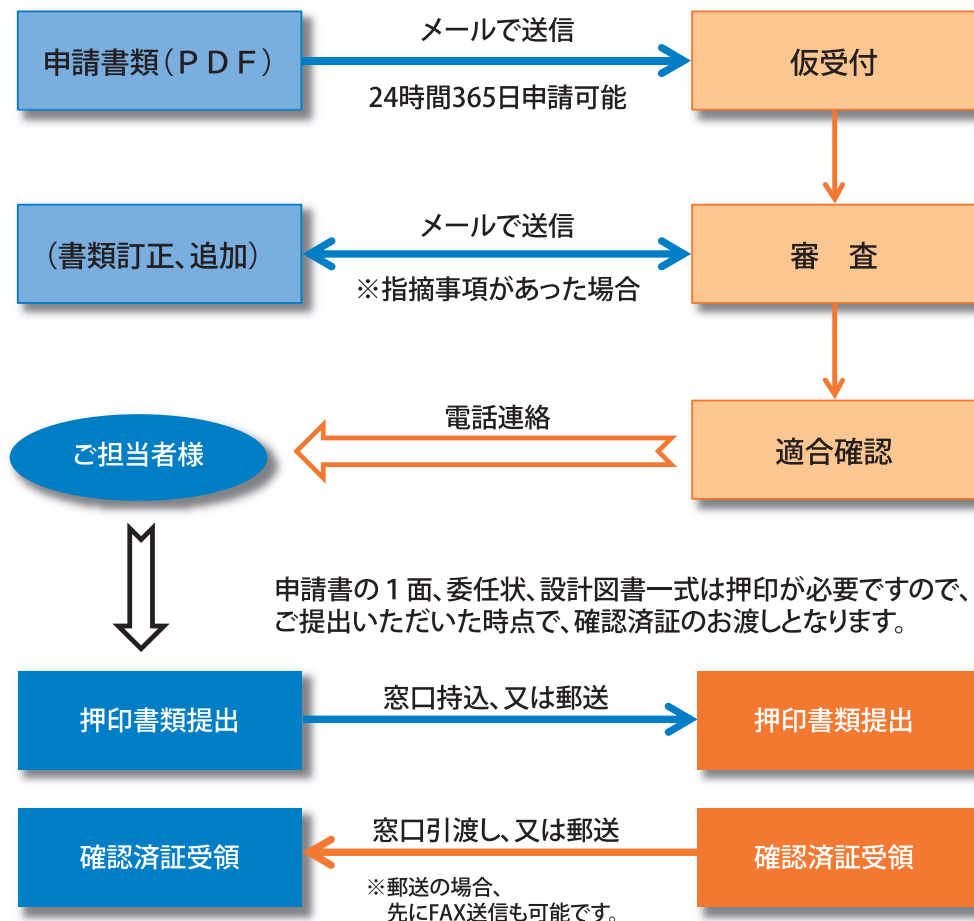 申請書類（ＰＤＦ）
メールで送信
24時間365日申請可能
仮受付
（書類訂正、追加）
メールで送信
※指摘事項があった場合
審　査
ご担当者様
電話連絡
適合確認
申請書の１面、委任状、設計図書一式は押印が必要ですので、
ご提出いただいた時点で、確認済証のお渡しとなります。
押印書類提出
窓口持込、又は郵送
押印書類提出
確認済証受領
窓口引渡し、又は郵送
※郵送の場合、
先にFAX送信も可能です。
確認済証受領